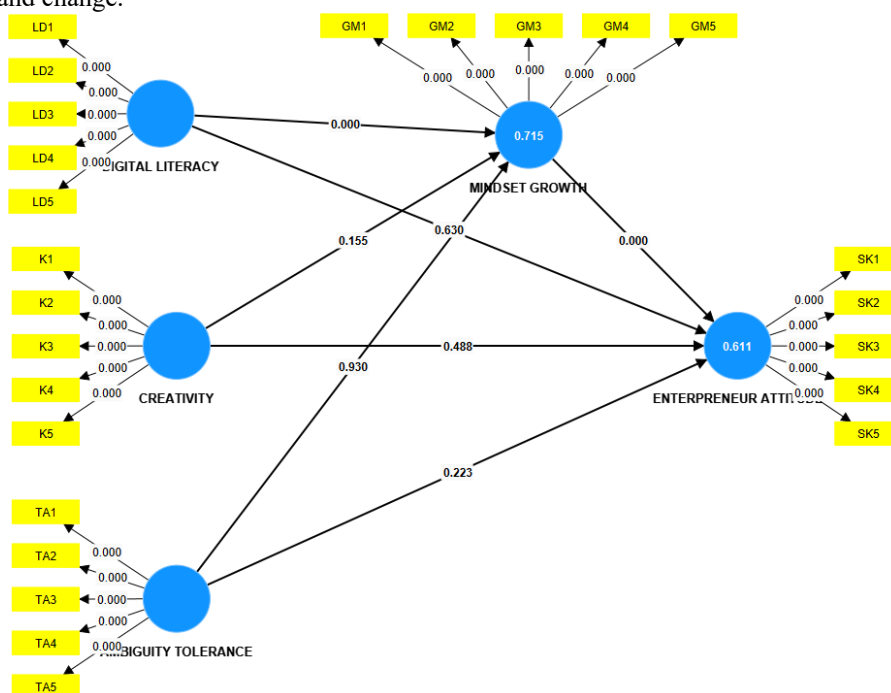 and change.
LD1
LD2
LD3
LD4
LD5
0.000
0.000
0.000
0.000
0.000
DIGITAL LITERACY
GM1
GM2
GM3
GM4
GM5
0.000
0.000
0.000
0.000
0.000
0.715
MINDSET GROWTH
0.000
0.630
0.155
0.000
K1
K2
K3
K4
K5
0.000
0.000
0.000
0.000
0.000
CREATIVITY
0.488
0.930
0.223
0.611
ENTERPRENEUR ATTITUDE
SK1
SK2
SK3
SK4
SK5
0.000
0.000
0.000
0.000
0.000
TA1
TA2
TA3
TA4
TA5
0.000
0.000
0.000
0.000
0.000
AMBIGUITY TOLERANCE